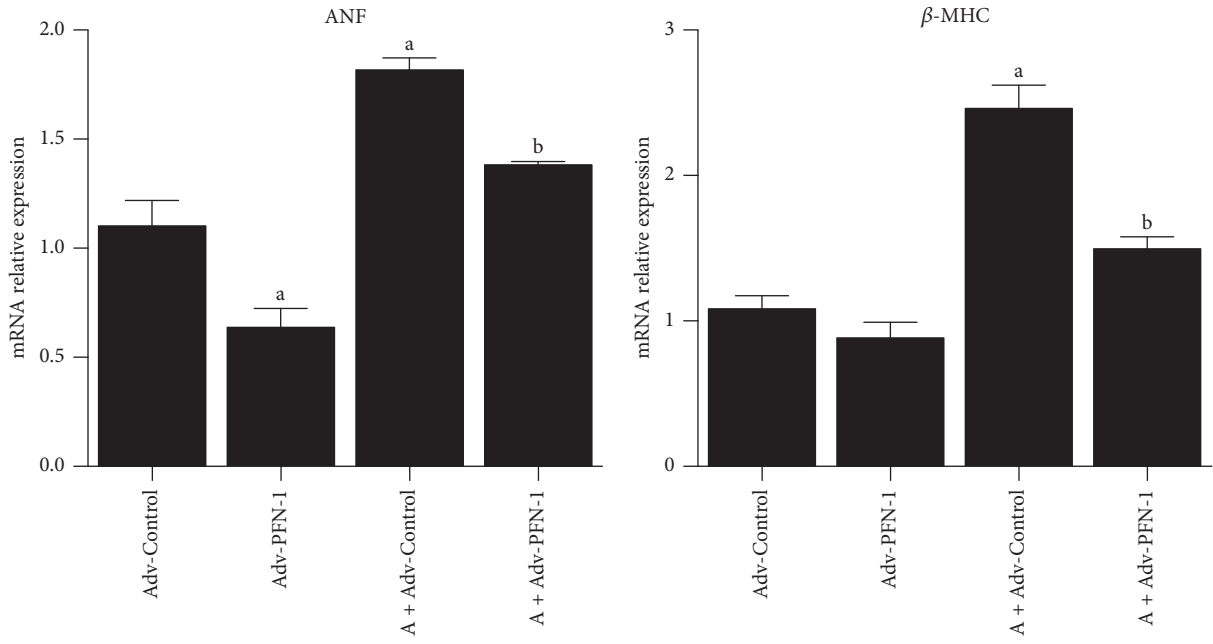 ANF
mRNA relative expression
2.0
1.5
1.0
0.5
0.0
a
a
b
Adv-Control
Adv-PFN-1
A + Adv-Control
A + Adv-PFN-1
β-MHC
mRNA relative expression
3
2
1
0
a
b
Adv-Control
Adv-PFN-1
A + Adv-Control
A + Adv-PFN-1